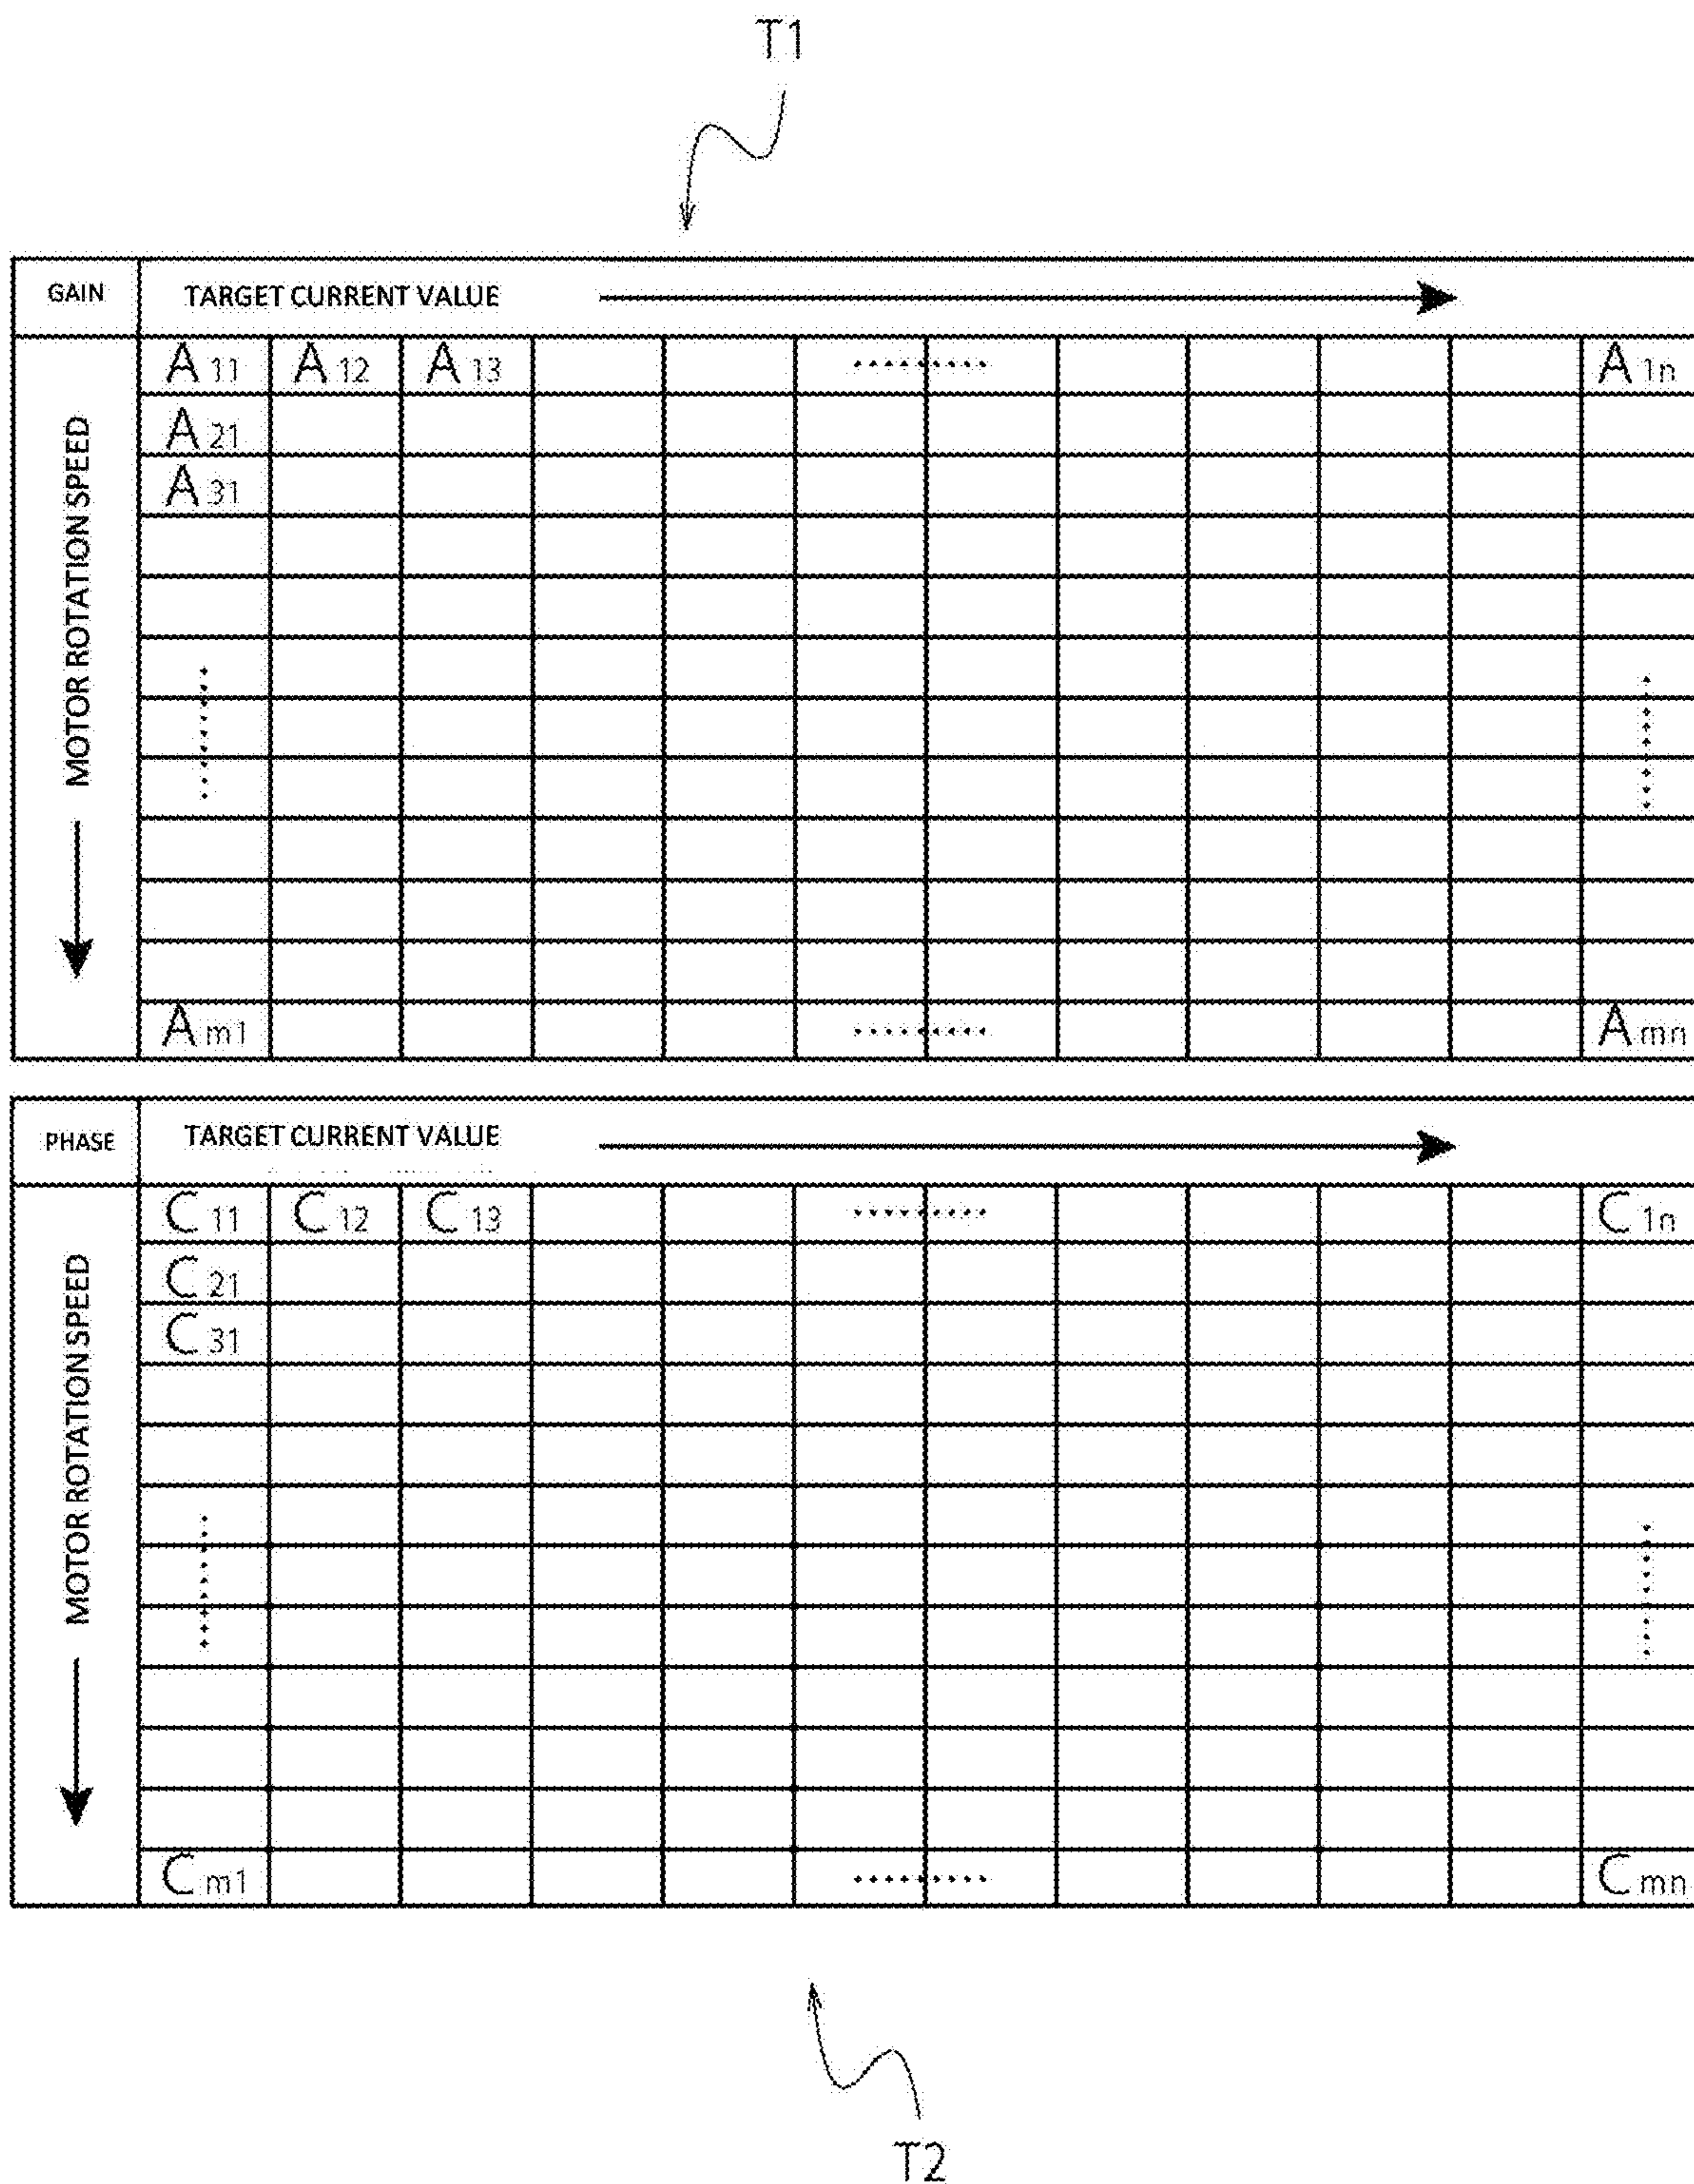 T1
GAIN TARGET CURRENT VALUE
MOTOR ROTATION SPEED
A11 A12 A13 ········· A1n
A21
A31
Am1 ········· Amn
PHASE TARGET CURRENT VALUE
MOTOR ROTATION SPEED
C11 C12 C13 ········· C1n
C21
C31
Cm1 ········· Cmn
T2